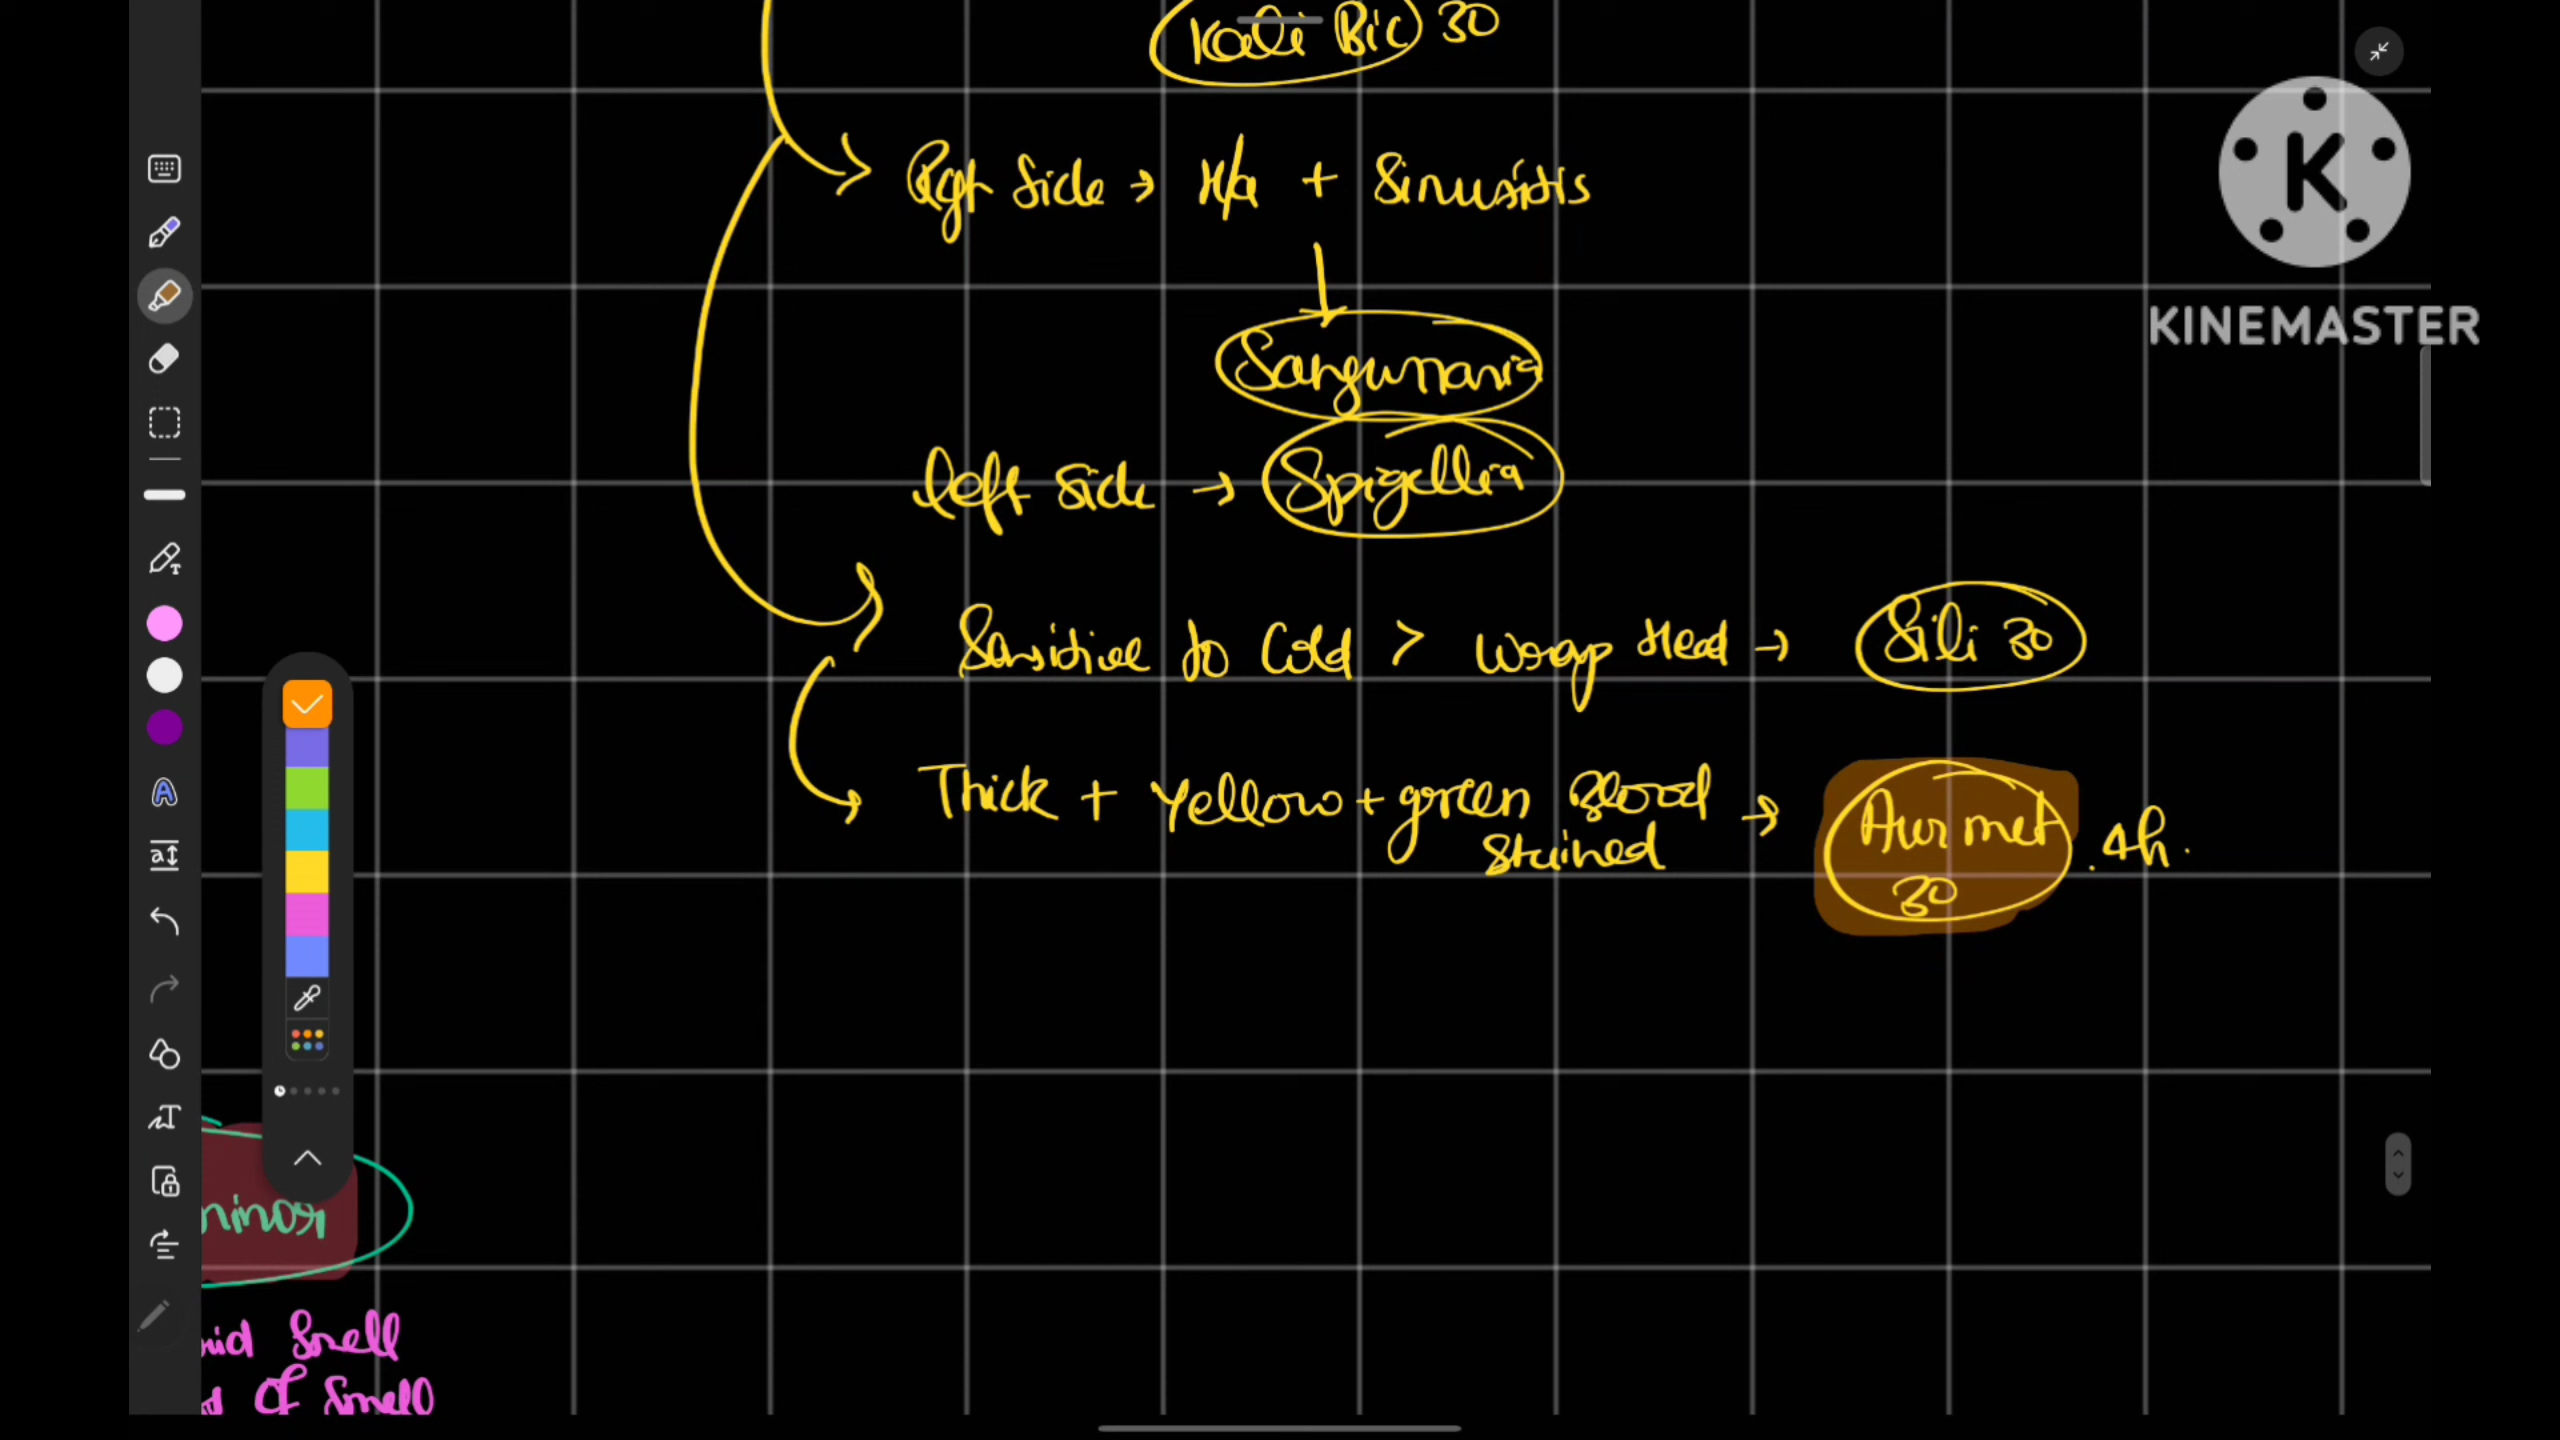 Kali Bic 30
Rgt Side → H/a + Sinusitis
Sanguinaria
left side → Spigellia
Sensitive to Cold > wrap Head → Sili 30
Thick + Yellow + green Blood stained → Aur met 30 . 4h .
Smell
Of Smell
KINEMASTER